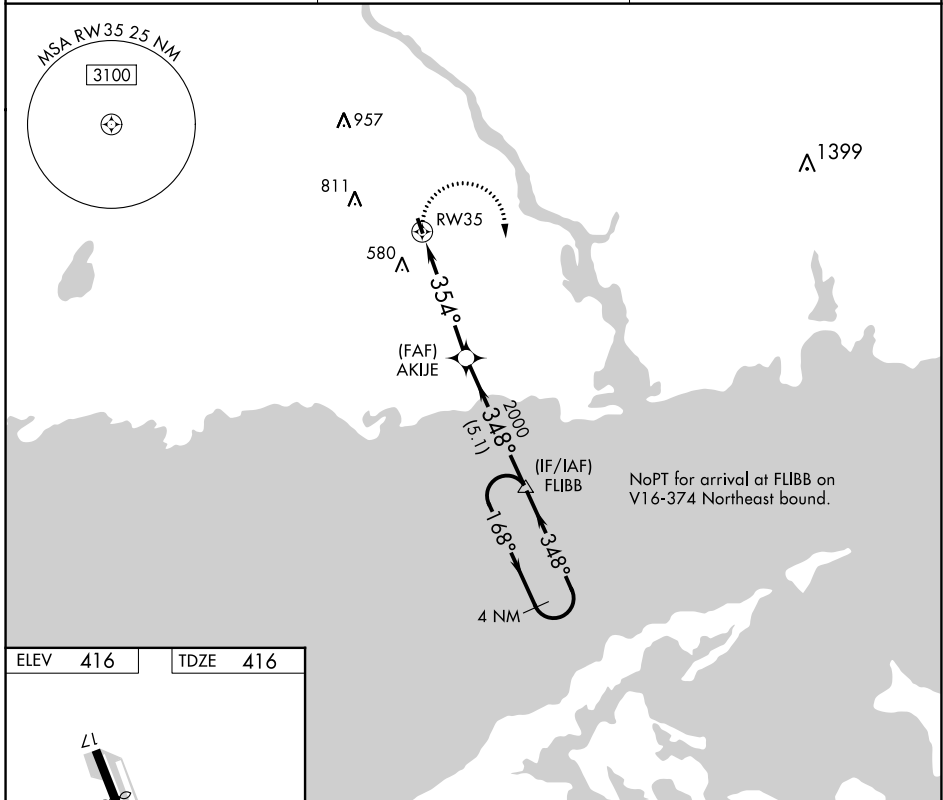 MSA RW35 25 NM
3100
957
1399
811
RW35
580
354°
(FAF)
AKIJE
2000
348°
(5.1)
(IF/IAF)
FLIBB
NoPT for arrival at FLIBB on
V16-374 Northeast bound.
168°
348°
4 NM
ELEV 416
TDZE 416
17